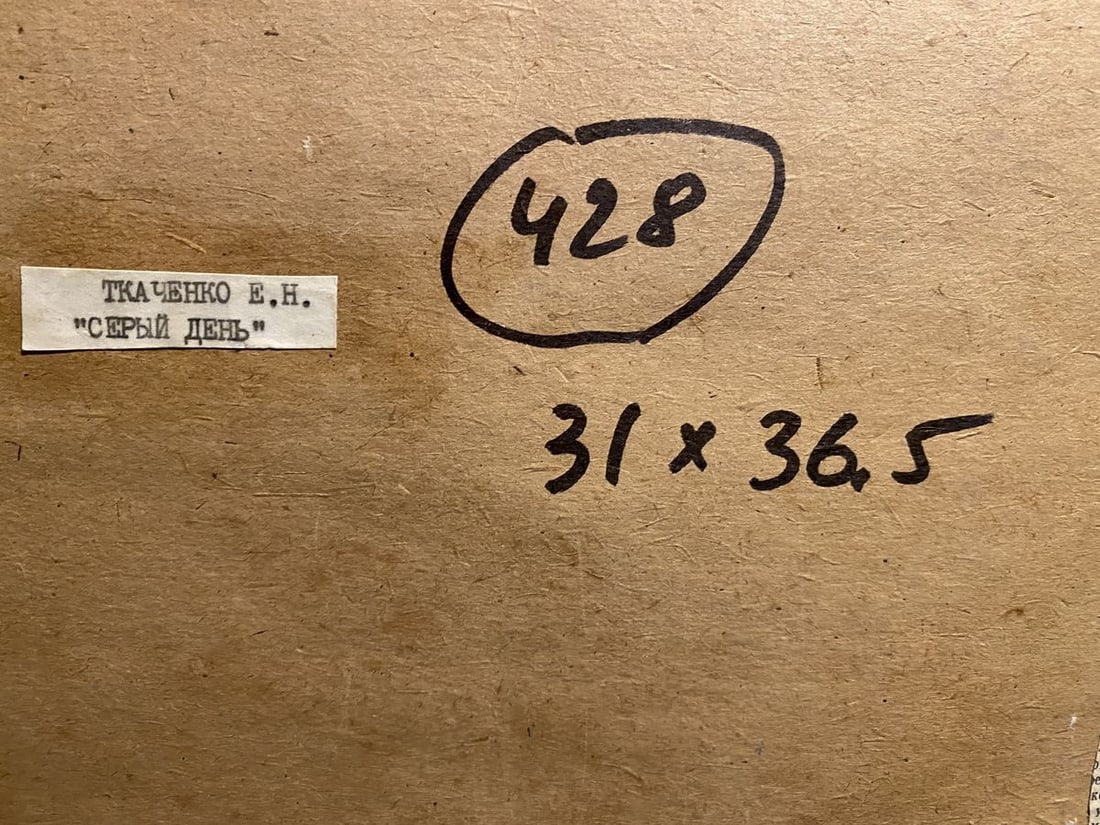 428
ТКАЧЕНКО Е.Н.
"СЕРЫЙ ДЕНЬ"
31 x 36,5